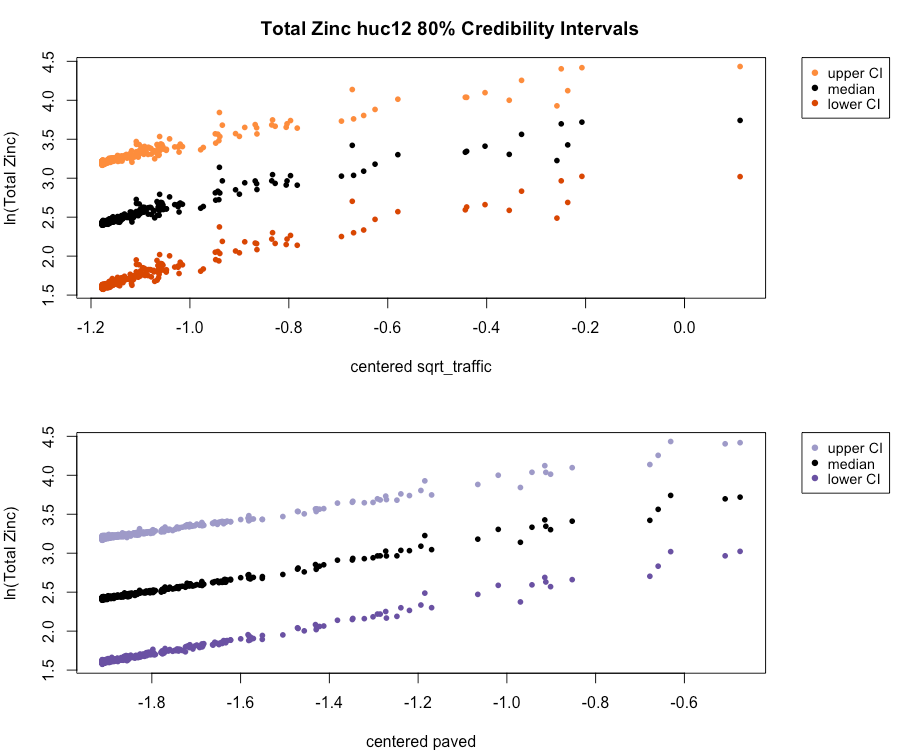 Total Zinc huc12 80% Credibility Intervals
ln(Total Zinc)
4.5
4.0
3.5
3.0
2.5
2.0
1.5
upper CI
median
lower CI
-1.2 -1.0 -0.8 -0.6 -0.4 -0.2 0.0
centered sqrt_traffic
ln(Total Zinc)
4.5
4.0
3.5
3.0
2.5
2.0
1.5
upper CI
median
lower CI
-1.8 -1.6 -1.4 -1.2 -1.0 -0.8 -0.6
centered paved